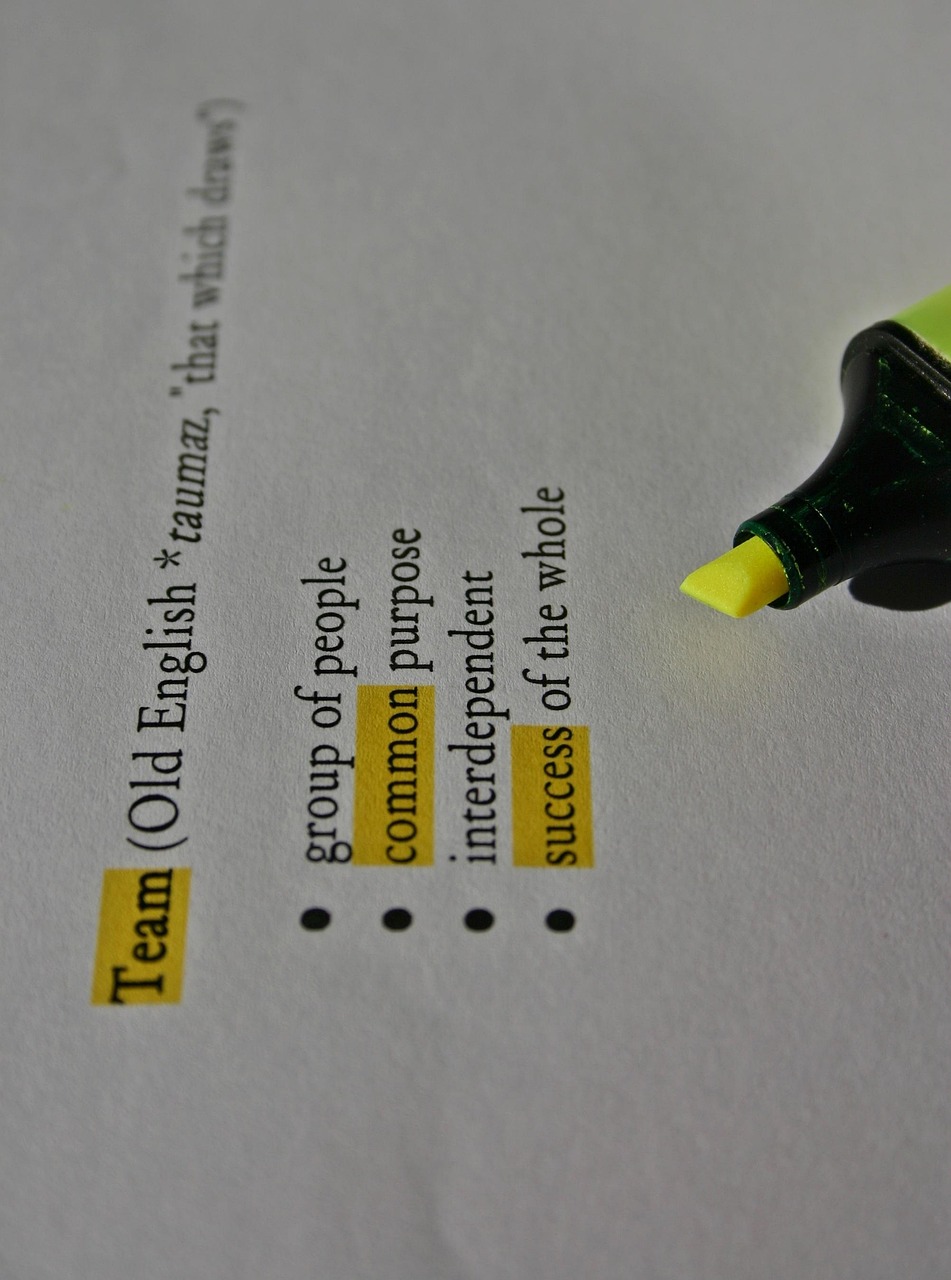 Team (Old English *taumaz, "that which draws")
• group of people
• common purpose
• interdependent
• success of the whole